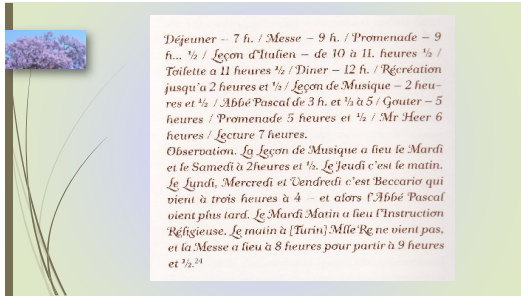 Déjeuner – 7 h. / Messe – 9 h. / Promenade – 9
h... ½ / Leçon d'Italien – de 10 à 11. heures ½ /
Toilette a 11 heures ½ / Diner – 12 h. / Récréation
jusqu'a 2 heures et ½ / Leçon de Musique – 2 heu-
res et ½ / Abbé Pascal de 3 h. et ½ à 5 / Gouter – 5
heures / Promenade 5 heures et ½ / Mr Heer 6
heures / Lecture 7 heures.
Observation. La Leçon de Musique a lieu le Mardi
et le Samedi à 2heures et ½. Le Jeudi c'est le matin.
Le Lundi, Mercredi et Vendredi c'est Beccario qui
vient à trois heures à 4 – et alors l'Abbé Pascal
vient plus tard. Le Mardi Matin a lieu l'Instruction
Réligieuse. Le matin à [Turin] Mlle Re ne vient pas,
et la Messe a lieu à 8 heures pour partir à 9 heures
et ½.24